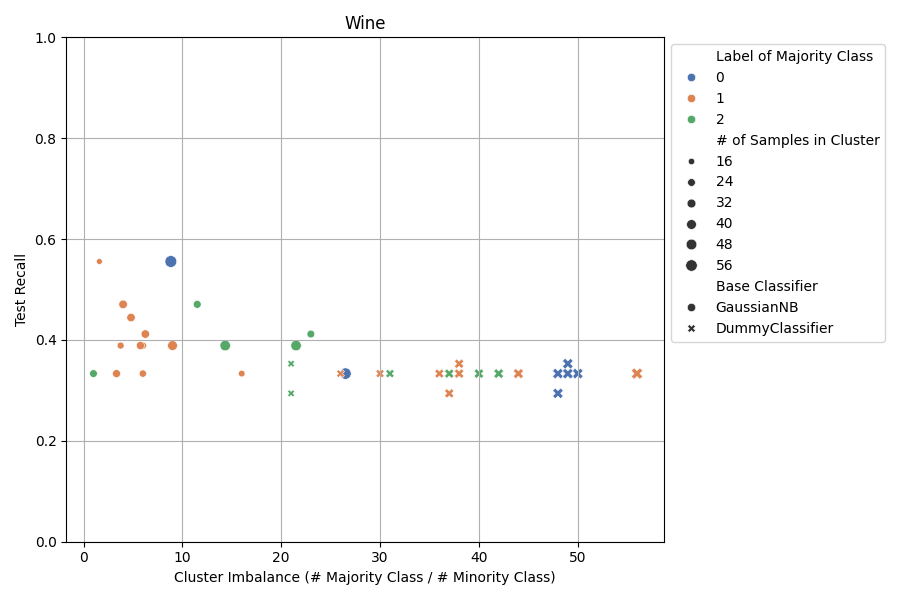 Wine
1.0
0.8
0.6
0.4
0.2
0.0
Test Recall
0 10 20 30 40 50
Cluster Imbalance (# Majority Class / # Minority Class)
Label of Majority Class
0
1
2
# of Samples in Cluster
16
24
32
40
48
56
Base Classifier
GaussianNB
DummyClassifier